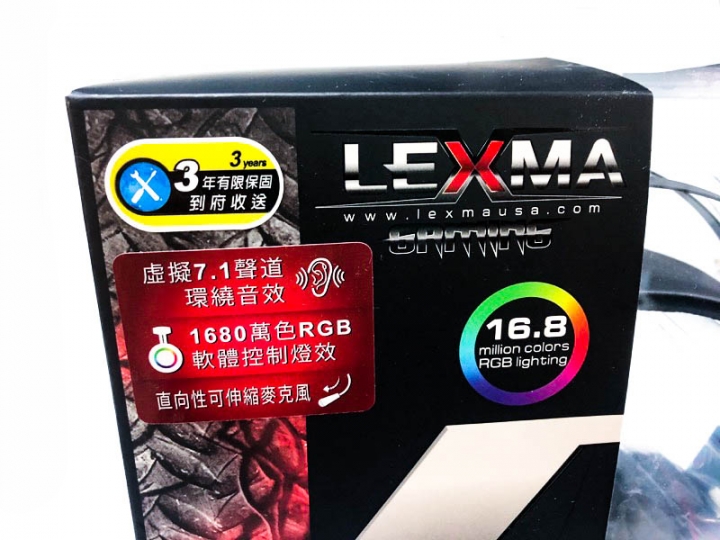 3 years
3年有限保固
到府收送
LEXMA
www.lexmausa.com
GAMING
虛擬7.1聲道
環繞音效
1680萬色RGB
軟體控制燈效
直向性可伸縮麥克風
16.8
million colors
RGB lighting